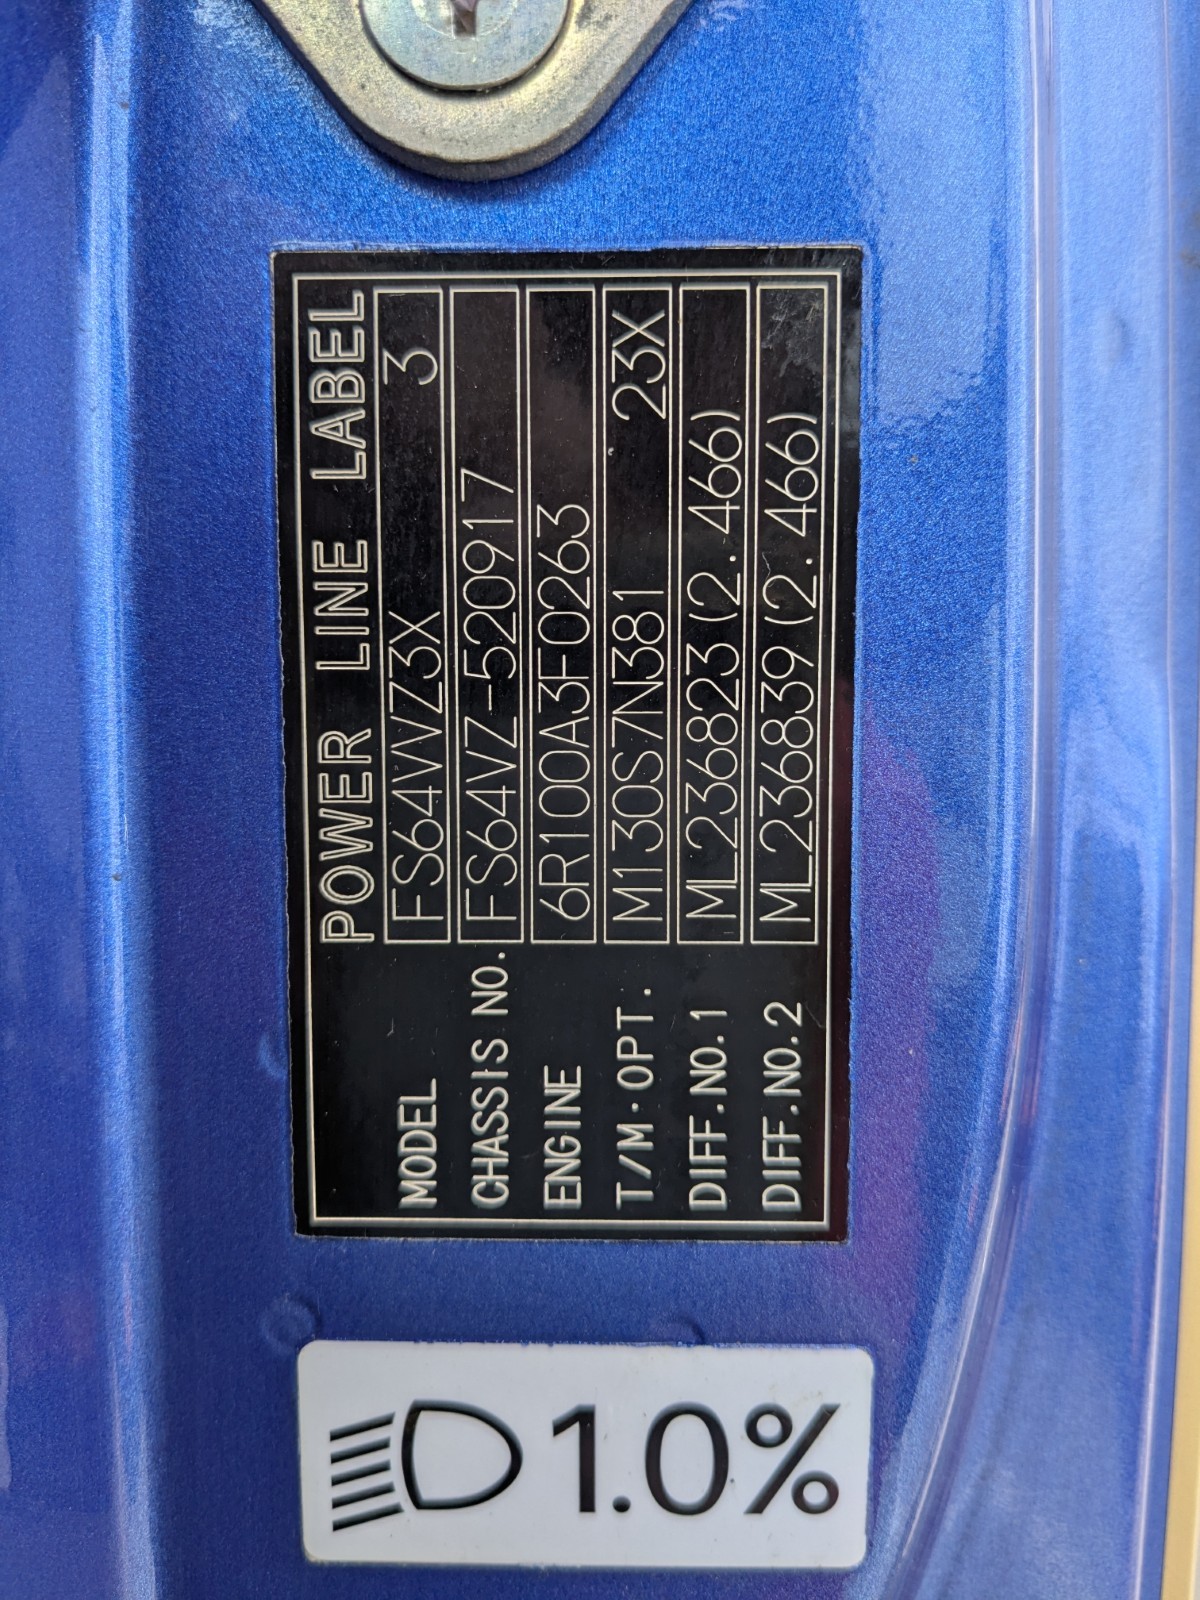 POWER LINE LABEL
MODEL FS64VVZ3X 3
CHASSIS NO. FS64VZ-520917
ENGINE 6R100A3F0263
T/M·OPT. M130S7N381 23X
DIFF.NO.1 ML236823(2.466)
DIFF.NO.2 ML236839(2.466)
1.0%